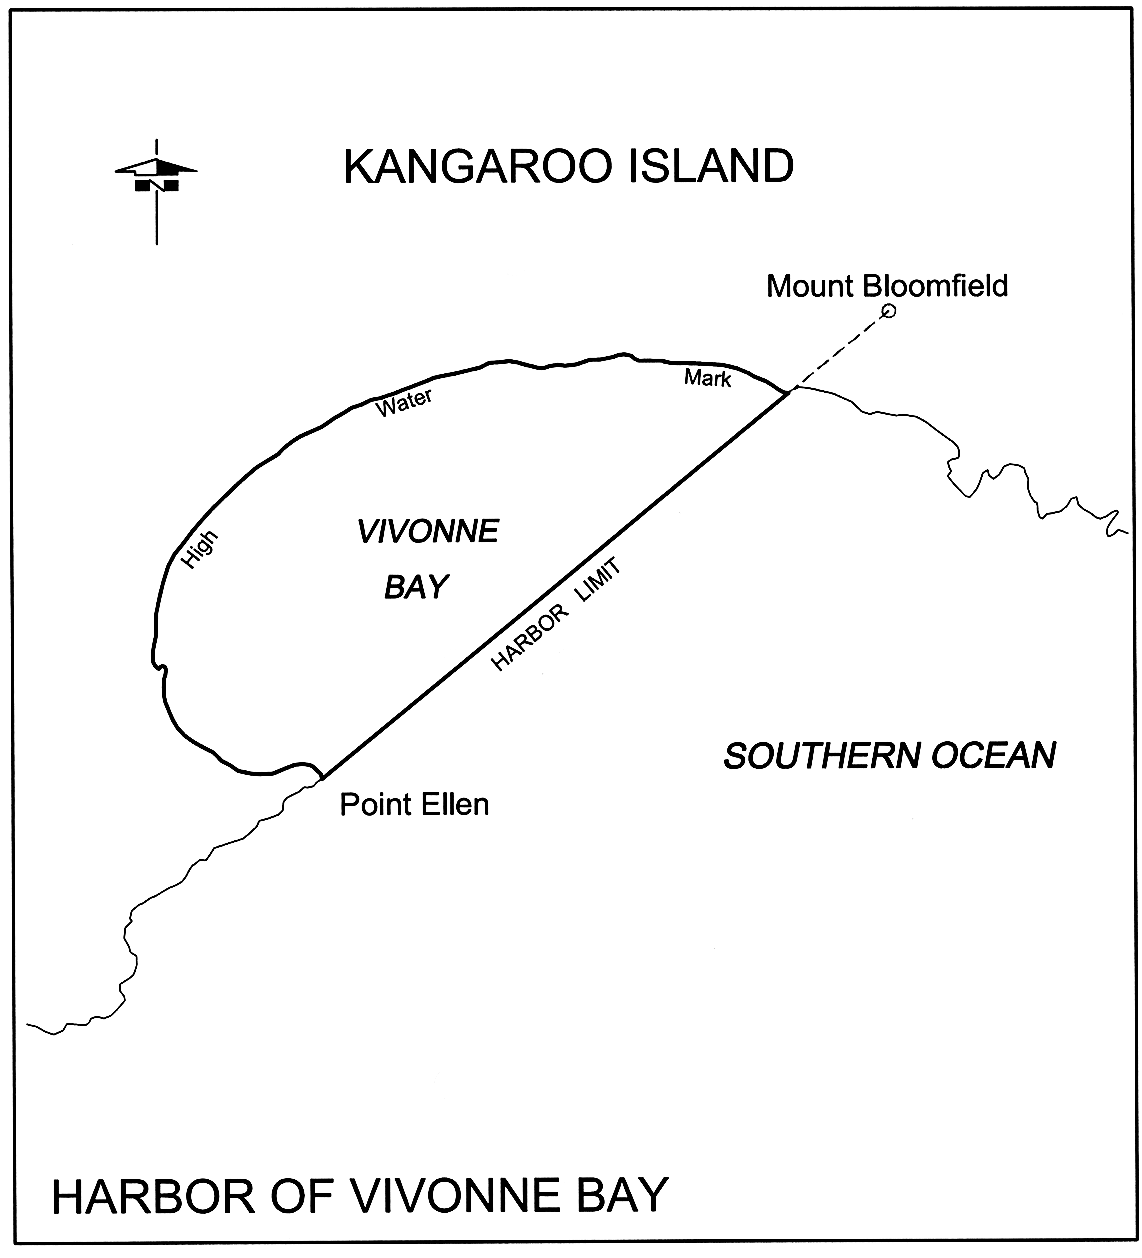 KANGAROO ISLAND
N
Mount Bloomfield
High Water Mark
VIVONNE
BAY
HARBOR LIMIT
SOUTHERN OCEAN
Point Ellen
HARBOR OF VIVONNE BAY